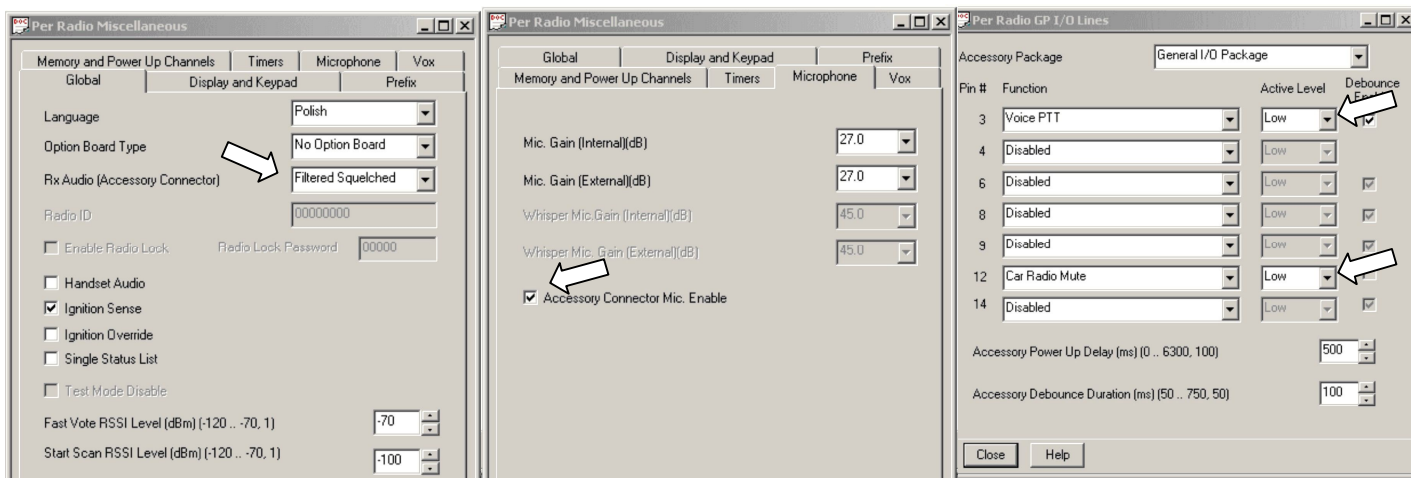 Per Radio Miscellaneous
Memory and Power Up Channels Timers Microphone Vox
Global Display and Keypad Prefix
Language Polish
Option Board Type No Option Board
Rx Audio (Accessory Connector) Filtered Squelched
Radio ID 00000000
Enable Radio Lock Radio Lock Password 00000
Handset Audio
Ignition Sense
Ignition Override
Single Status List
Test Mode Disable
Fast Vote RSSI Level (dBm) (-120 .. -70, 1) -70
Start Scan RSSI Level (dBm) (-120 .. -70, 1) -100
Per Radio Miscellaneous
Global Display and Keypad Prefix
Memory and Power Up Channels Timers Microphone Vox
Mic. Gain (Internal)(dB) 27.0
Mic. Gain (External)(dB) 27.0
Whisper Mic.Gain (Internal)(dB) 45.0
Whisper Mic. Gain (External)(dB) 45.0
Accessory Connector Mic. Enable
Per Radio GP I/O Lines
Accessory Package General I/O Package
Pin # Function Active Level Debounce
3 Voice PTT Low
4 Disabled Low
6 Disabled Low
8 Disabled Low
9 Disabled Low
12 Car Radio Mute Low
14 Disabled Low
Accessory Power Up Delay (ms) (0 .. 6300, 100) 500
Accessory Debounce Duration (ms) (50 .. 750, 50) 100
Close Help